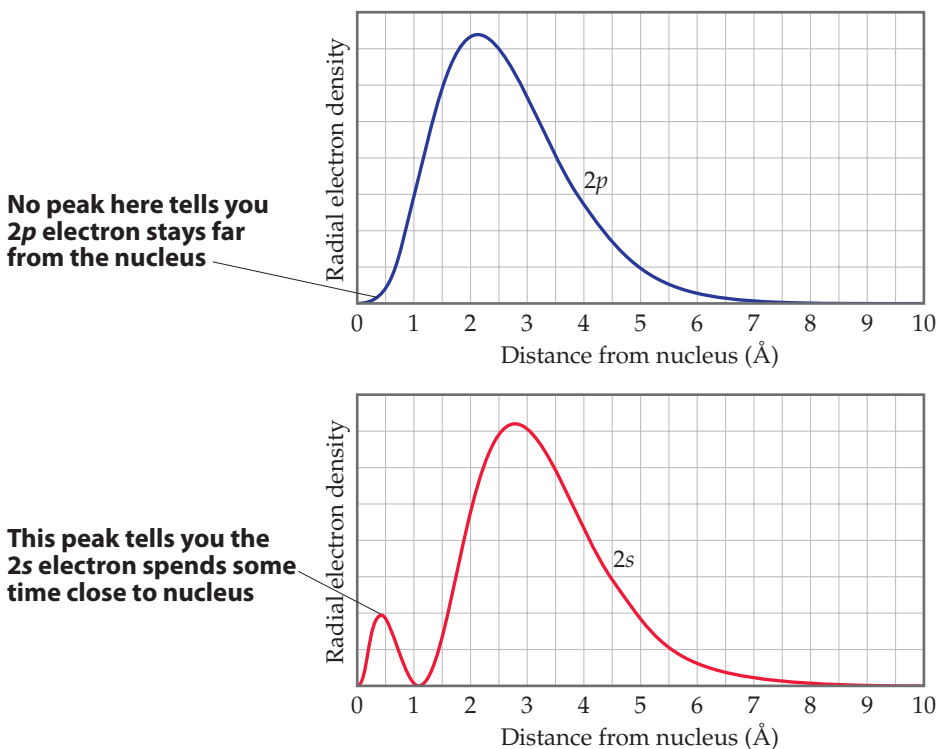 Radial electron density
No peak here tells you
2p electron stays far
from the nucleus
2p
0 1 2 3 4 5 6 7 8 9 10
Distance from nucleus (Å)
Radial electron density
This peak tells you the
2s electron spends some
time close to nucleus
2s
0 1 2 3 4 5 6 7 8 9 10
Distance from nucleus (Å)